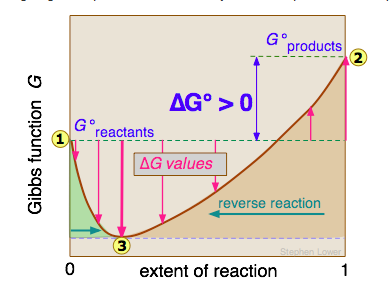 G°products
2
ΔG° > 0
1
G°reactants
ΔG values
reverse reaction
3
Stephen Lower
0
extent of reaction
1
Gibbs function G